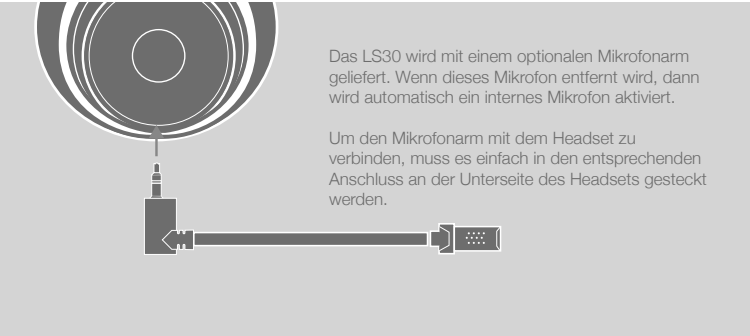 Das LS30 wird mit einem optionalen Mikrofonarm
geliefert. Wenn dieses Mikrofon entfernt wird, dann
wird automatisch ein internes Mikrofon aktiviert.
Um den Mikrofonarm mit dem Headset zu
verbinden, muss es einfach in den entsprechenden
Anschluss an der Unterseite des Headsets gesteckt
werden.